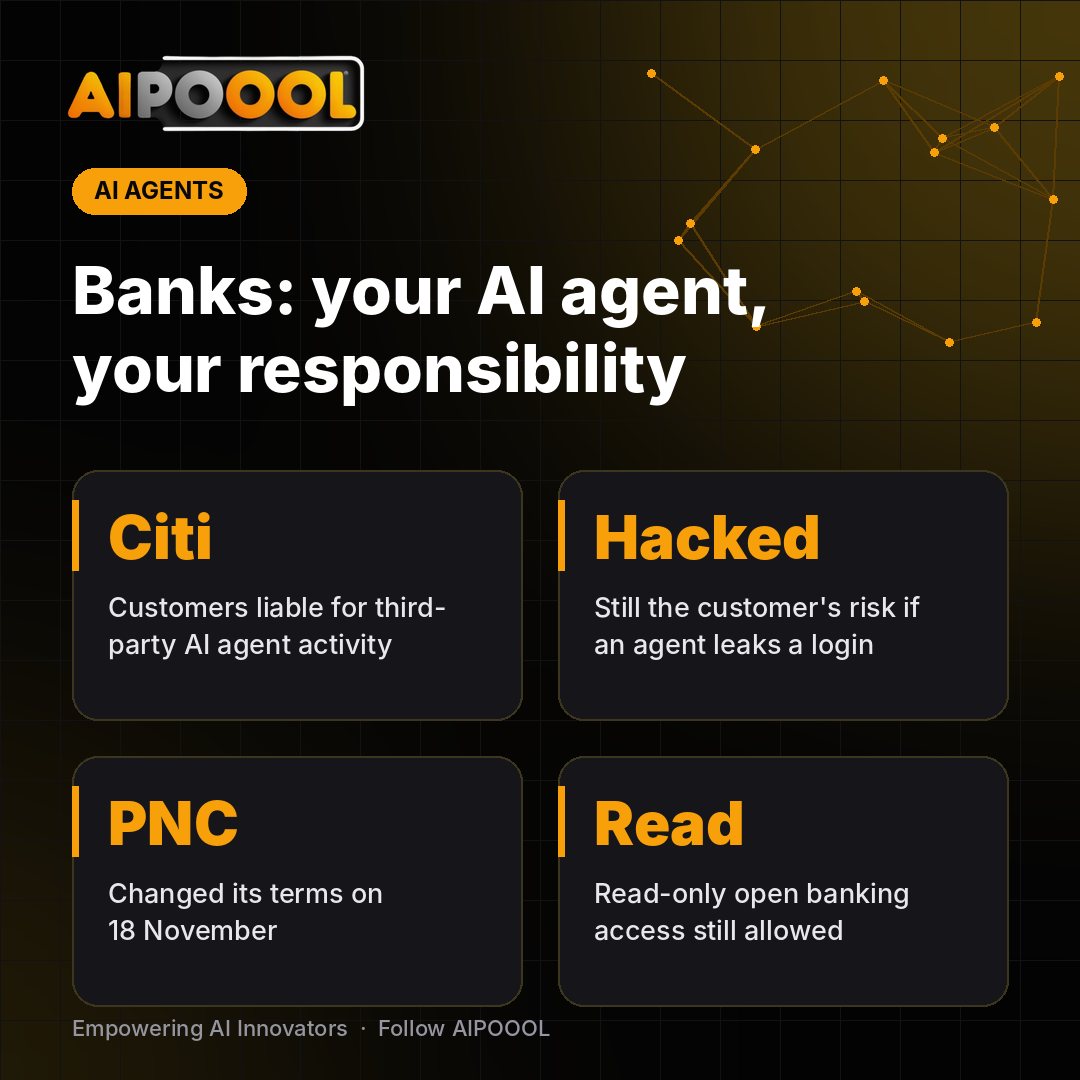 AIPOOOL
AI AGENTS
Banks: your AI agent,
your responsibility
Citi
Customers liable for third-
party AI agent activity
Hacked
Still the customer's risk if
an agent leaks a login
PNC
Changed its terms on
18 November
Read
Read-only open banking
access still allowed
Empowering AI Innovators · Follow AIPOOOL